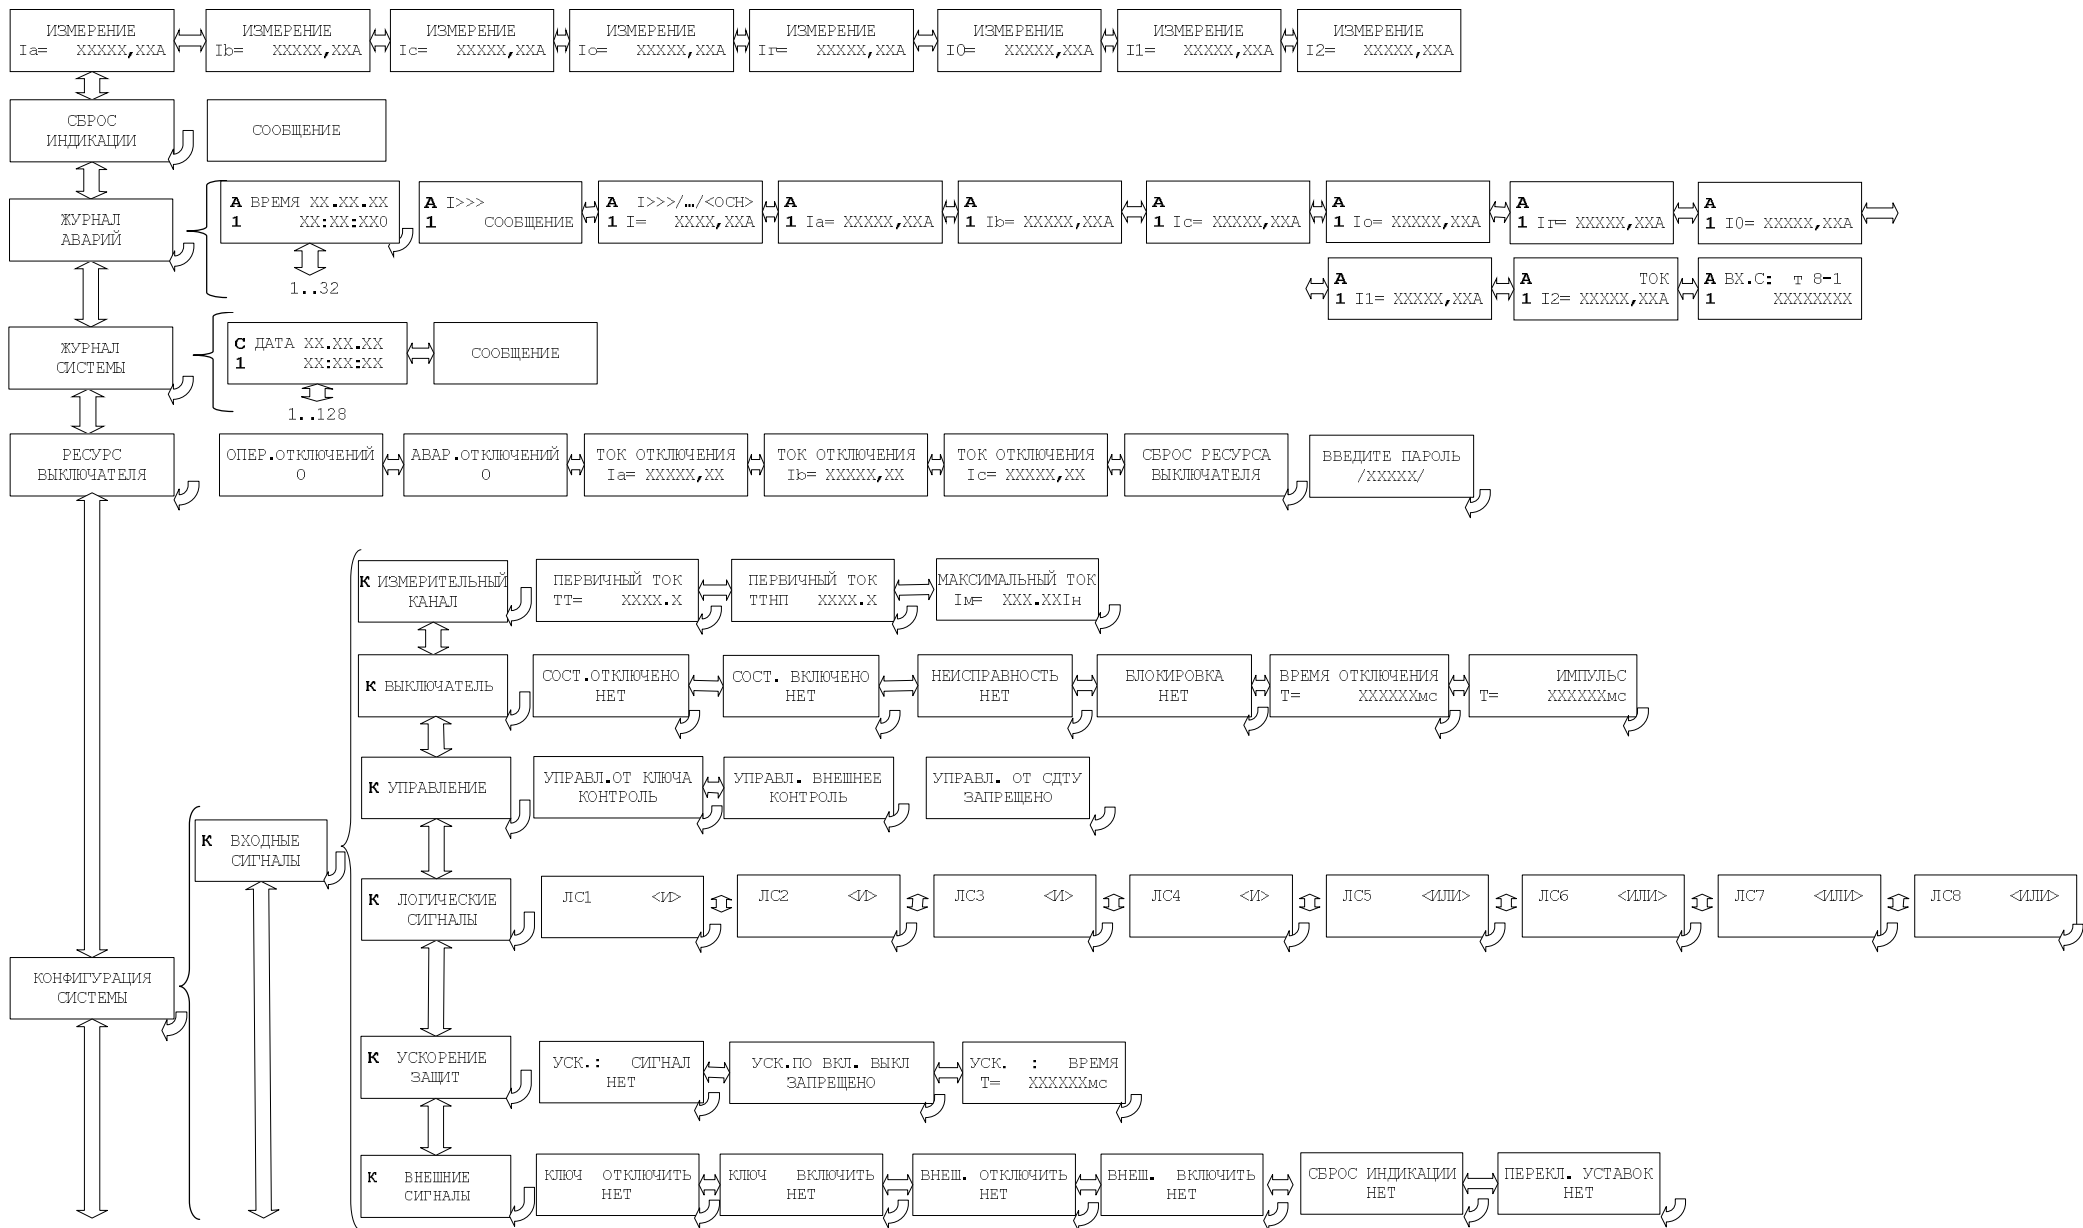 ИЗМЕРЕНИЕ
Ia= XXXXX,XXA
ИЗМЕРЕНИЕ
Ib= XXXXX,XXA
ИЗМЕРЕНИЕ
Ic= XXXXX,XXA
ИЗМЕРЕНИЕ
Io= XXXXX,XXA
ИЗМЕРЕНИЕ
Ir= XXXXX,XXA
ИЗМЕРЕНИЕ
I0= XXXXX,XXA
ИЗМЕРЕНИЕ
I1= XXXXX,XXA
ИЗМЕРЕНИЕ
I2= XXXXX,XXA
СБРОС
ИНДИКАЦИИ
СООБЩЕНИЕ
ЖУРНАЛ
АВАРИЙ
А ВРЕМЯ XX.XX.XX
1 XX:XX:XX0
1..32
А I>>>
1 СООБЩЕНИЕ
А I>>>/…/<ОСН>
1 I= XXXX,XXA
А
1 Ia= XXXXX,XXA
А
1 Ib= XXXXX,XXA
А
1 Ic= XXXXX,XXA
А
1 Io= XXXXX,XXA
А
1 Ir= XXXXX,XXA
А
1 I0= XXXXX,XXA
А
1 I1= XXXXX,XXA
А ТОК
1 I2= XXXXX,XXA
А ВХ.С: т 8-1
1 XXXXXXXX
ЖУРНАЛ
СИСТЕМЫ
С ДАТА XX.XX.XX
1 XX:XX:XX
1..128
СООБЩЕНИЕ
РЕСУРС
ВЫКЛЮЧАТЕЛЯ
ОПЕР.ОТКЛЮЧЕНИЙ
0
АВАР.ОТКЛЮЧЕНИЙ
0
ТОК ОТКЛЮЧЕНИЯ
Ia= XXXXX,XX
ТОК ОТКЛЮЧЕНИЯ
Ib= XXXXX,XX
ТОК ОТКЛЮЧЕНИЯ
Ic= XXXXX,XX
СБРОС РЕСУРСА
ВЫКЛЮЧАТЕЛЯ
ВВЕДИТЕ ПАРОЛЬ
/XXXXX/
К ИЗМЕРИТЕЛЬНЫЙ
КАНАЛ
ПЕРВИЧНЫЙ ТОК
ТТ= XXXX.X
ПЕРВИЧНЫЙ ТОК
ТТНП XXXX.X
МАКСИМАЛЬНЫЙ ТОК
Iм= XXX.XXIн
К ВЫКЛЮЧАТЕЛЬ
СОСТ.ОТКЛЮЧЕНО
НЕТ
СОСТ. ВКЛЮЧЕНО
НЕТ
НЕИСПРАВНОСТЬ
НЕТ
БЛОКИРОВКА
НЕТ
ВРЕМЯ ОТКЛЮЧЕНИЯ
Т= XXXXXXмс
ИМПУЛЬС
Т= XXXXXXмс
К УПРАВЛЕНИЕ
УПРАВЛ.ОТ КЛЮЧА
КОНТРОЛЬ
УПРАВЛ. ВНЕШНЕЕ
КОНТРОЛЬ
УПРАВЛ. ОТ СДТУ
ЗАПРЕЩЕНО
К ВХОДНЫЕ
СИГНАЛЫ
К ЛОГИЧЕСКИЕ
СИГНАЛЫ
ЛС1 <И>
ЛС2 <И>
ЛС3 <И>
ЛС4 <И>
ЛС5 <ИЛИ>
ЛС6 <ИЛИ>
ЛС7 <ИЛИ>
ЛС8 <ИЛИ>
КОНФИГУРАЦИЯ
СИСТЕМЫ
К УСКОРЕНИЕ
ЗАЩИТ
УСК.: СИГНАЛ
НЕТ
УСК.ПО ВКЛ. ВЫКЛ
ЗАПРЕЩЕНО
УСК. : ВРЕМЯ
Т= XXXXXXмс
К ВНЕШНИЕ
СИГНАЛЫ
КЛЮЧ ОТКЛЮЧИТЬ
НЕТ
КЛЮЧ ВКЛЮЧИТЬ
НЕТ
ВНЕШ. ОТКЛЮЧИТЬ
НЕТ
ВНЕШ. ВКЛЮЧИТЬ
НЕТ
СБРОС ИНДИКАЦИИ
НЕТ
ПЕРЕКЛ. УСТАВОК
НЕТ